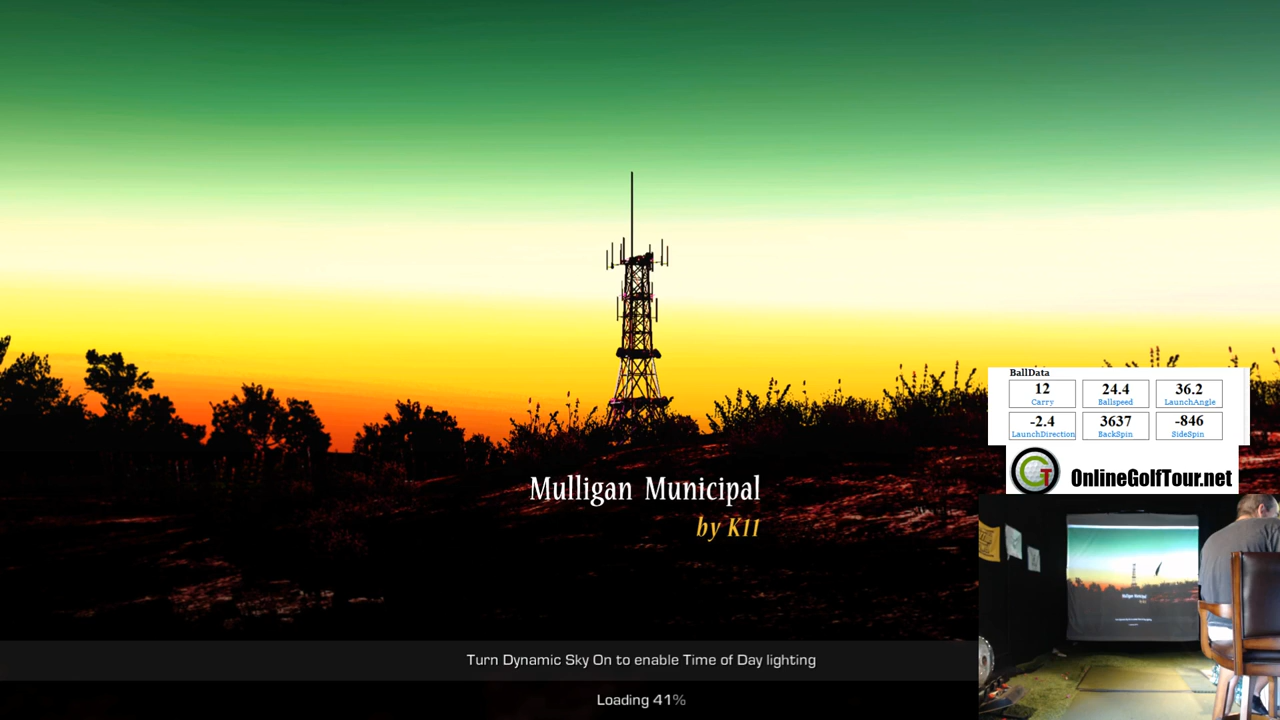 BallData
12 24.4 36.2
Carry Ballspeed LaunchAngle
-2.4 3637 -846
LaunchDirection BackSpin SideSpin
GT OnlineGolfTour.net
Mulligan Municipal
by K11
Turn Dynamic Sky On to enable Time of Day lighting
Loading 41%